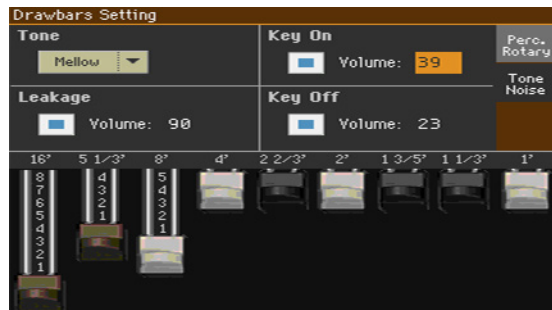 Drawbars Setting
Tone
Mellow
Key On
Volume: 39
Perc.
Rotary
Tone
Noise
Leakage
Volume: 90
Key Off
Volume: 23
16' 5 1/3' 8' 4' 2 2/3' 2' 1 3/5' 1 1/3' 1'
8 4 5
7 3 4
6 2 3
5 1 2
4 1
3
2
1